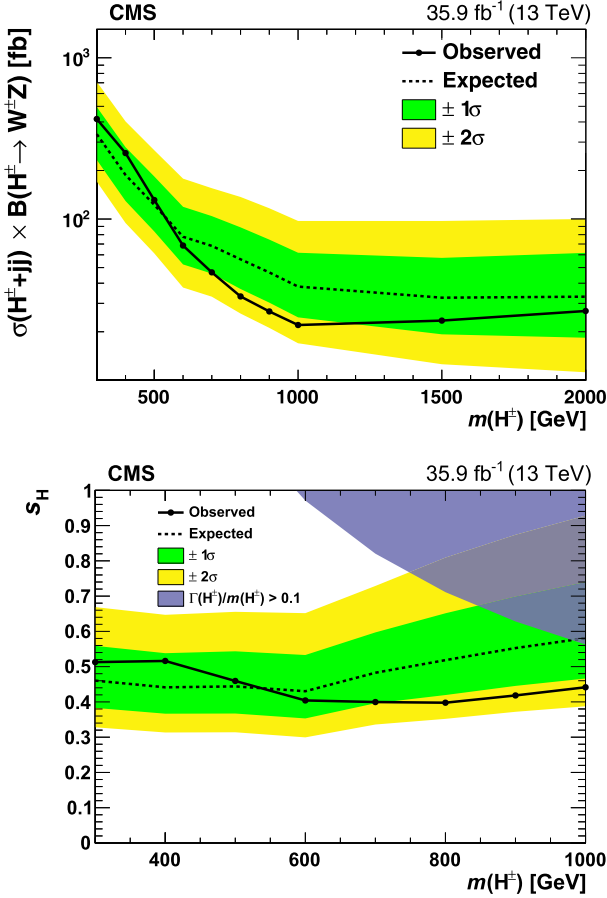 CMS 35.9 fb⁻¹ (13 TeV)
σ(H±+jj) × B(H±→ W±Z) [fb]
10³
10²
Observed
Expected
± 1σ
± 2σ
500 1000 1500 2000
m(H±) [GeV]
CMS 35.9 fb⁻¹ (13 TeV)
s_H
1
0.9
0.8
0.7
0.6
0.5
0.4
0.3
0.2
0.1
0
Observed
Expected
± 1σ
± 2σ
Γ(H±)/m(H±) > 0.1
400 600 800 1000
m(H±) [GeV]